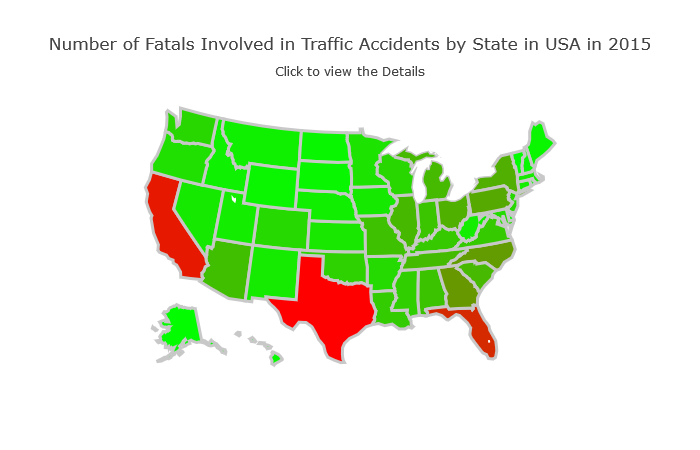 Number of Fatals Involved in Traffic Accidents by State in USA in 2015
Click to view the Details